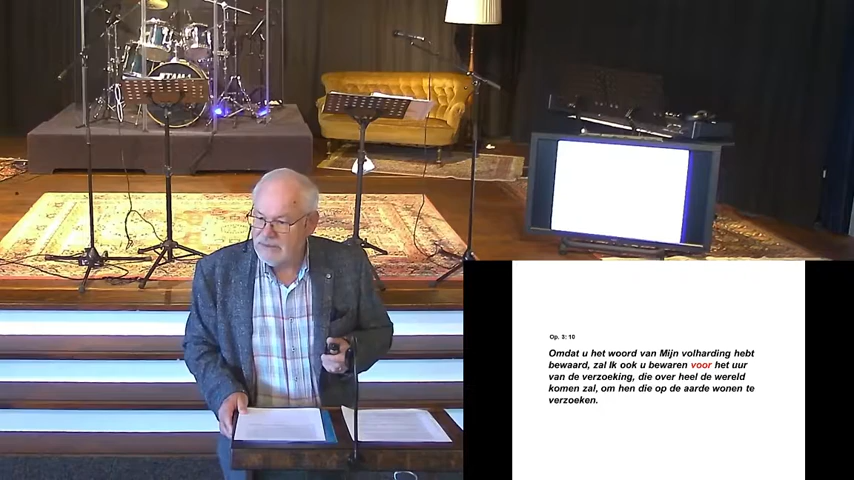 TAMA
Op. 3: 10
Omdat u het woord van Mijn volharding hebt
bewaard, zal Ik ook u bewaren voor het uur
van de verzoeking, die over heel de wereld
komen zal, om hen die op de aarde wonen te
verzoeken.